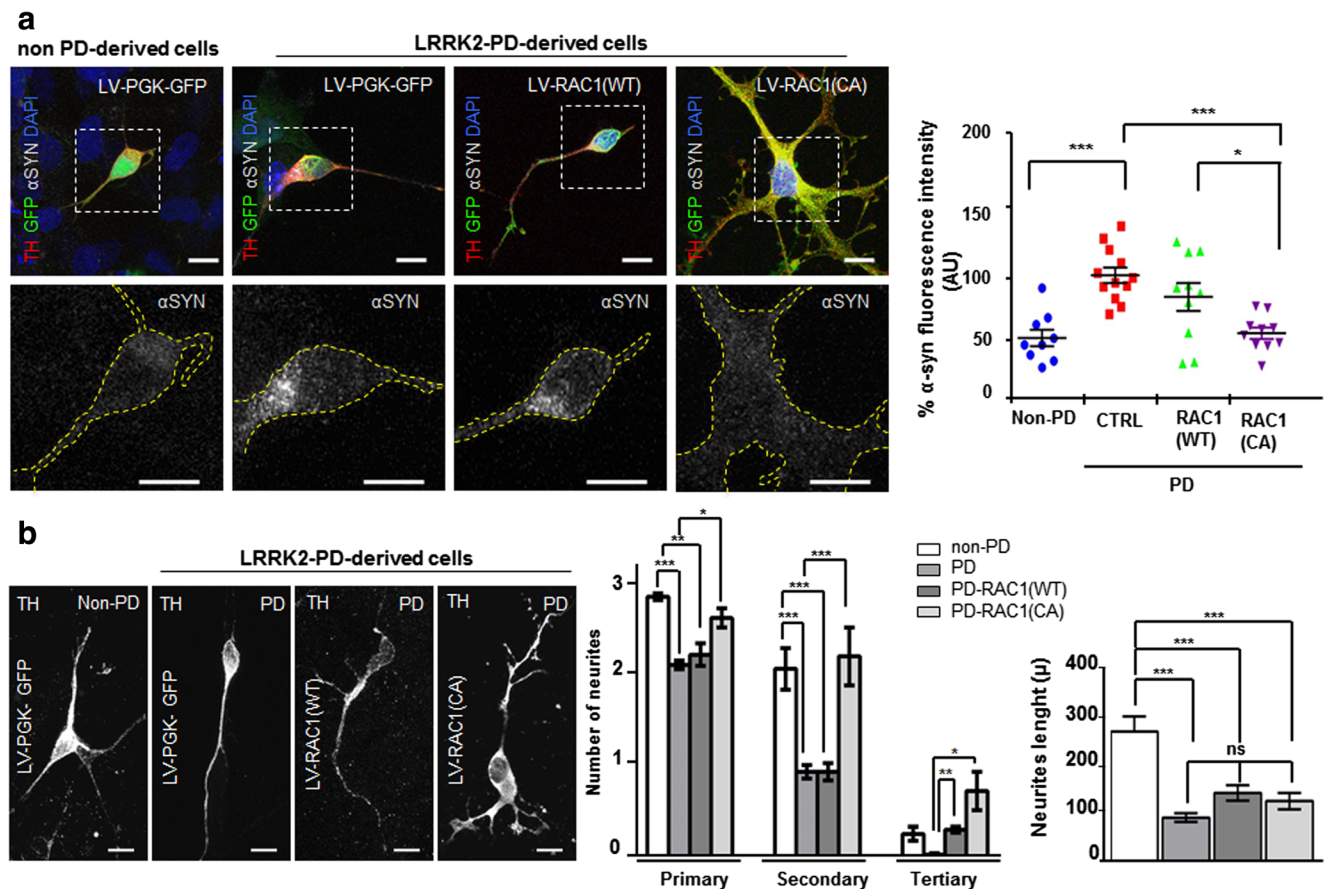 a
non PD-derived cells
LRRK2-PD-derived cells
LV-PGK-GFP
TH GFP αSYN DAPI
LV-PGK-GFP
TH GFP αSYN DAPI
LV-RAC1(WT)
TH GFP αSYN DAPI
LV-RAC1(CA)
TH GFP αSYN DAPI
αSYN
αSYN
αSYN
αSYN
% α-syn fluorescence intensity
(AU)
200
150
100
50
0
***
***
*
Non-PD
CTRL
RAC1
(WT)
RAC1
(CA)
PD
b
LRRK2-PD-derived cells
TH Non-PD
LV-PGK- GFP
TH PD
LV-PGK- GFP
TH PD
LV-RAC1(WT)
TH PD
LV-RAC1(CA)
Number of neurites
3
2
1
0
*
**
***
***
***
***
*
**
Primary
Secondary
Tertiary
non-PD
PD
PD-RAC1(WT)
PD-RAC1(CA)
Neurites lenght (µ)
400
300
200
100
0
***
***
***
ns